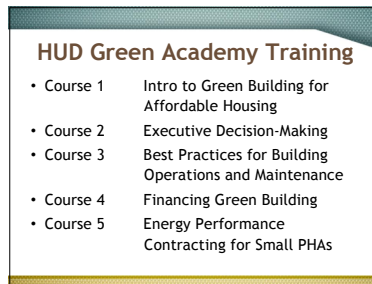 HUD Green Academy Training
• Course 1 Intro to Green Building for
Affordable Housing
• Course 2 Executive Decision-Making
• Course 3 Best Practices for Building
Operations and Maintenance
• Course 4 Financing Green Building
• Course 5 Energy Performance
Contracting for Small PHAs